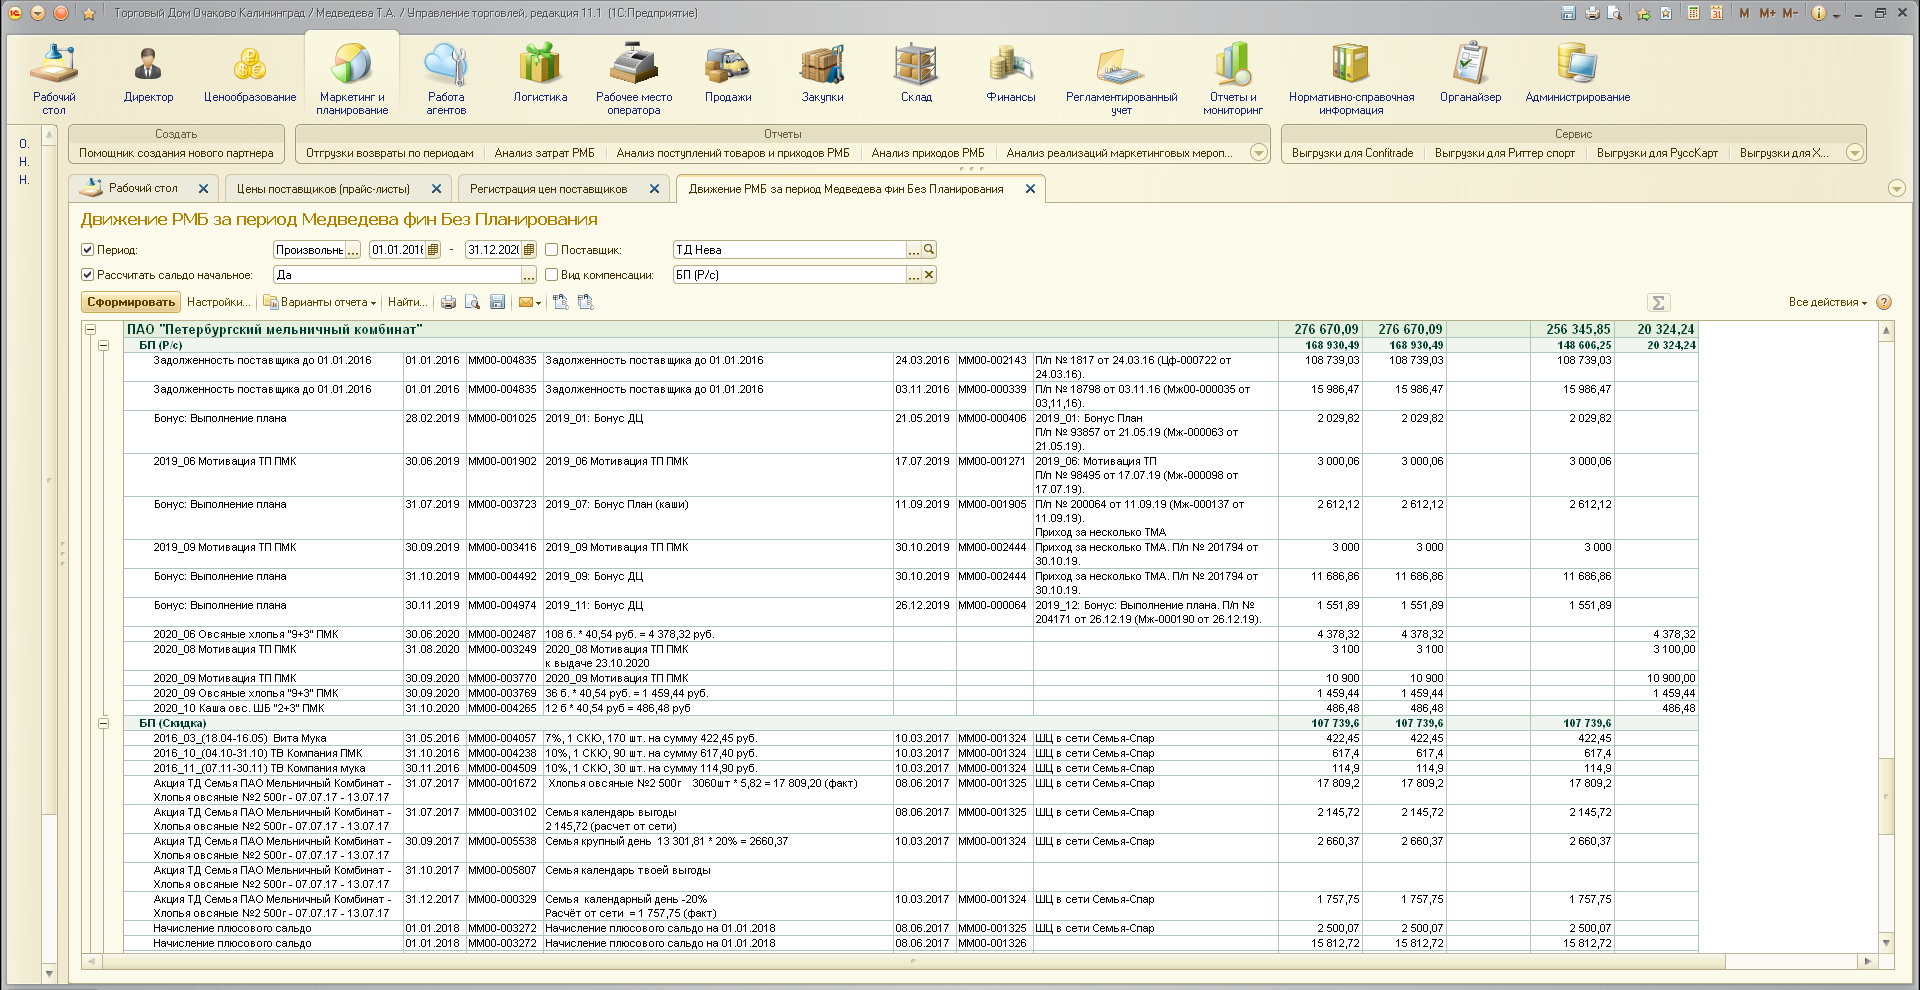 Торговый Дом Очаково Калининград / Медведева Т.А. / Управление торговлей, редакция 11.1 (1С:Предприятие)
M M+ M-
Рабочий стол
Директор
Ценообразование
Маркетинг и планирование
Работа агентов
Логистика
Рабочее место оператора
Продажи
Закупки
Склад
Финансы
Регламентированный учет
Отчеты и мониторинг
Нормативно-справочная информация
Органайзер
Администрирование
О.
Н.
Н.
Создать
Помощник создания нового партнера
Отчеты
Отгрузки возвраты по периодам Анализ затрат РМБ Анализ поступлений товаров и приходов РМБ Анализ приходов РМБ Анализ реализаций маркетинговых мероп...
Сервис
Выгрузки для Confitrade Выгрузки для Риттер спорт Выгрузки для РуссКарт Выгрузки для Х...
Рабочий стол Цены поставщиков (прайс-листы) Регистрация цен поставщиков Движение РМБ за период Медведева фин Без Планирования
Движение РМБ за период Медведева фин Без Планирования
Период: Произвольнь ... 01.01.2016 - 31.12.2020 Поставщик: ТД Нева ...
Рассчитать сальдо начальное: Да ... Вид компенсации: БП (Р/с) ...
Сформировать Настройки... Варианты отчета Найти... Σ Все действия ?
ПАО "Петербургский мельничный комбинат" 276 670,09 276 670,09 256 345,85 20 324,24
БП (Р/с) 168 930,49 168 930,49 148 606,25 20 324,24
Задолженность поставщика до 01.01.2016 01.01.2016 ММ00-004835 Задолженность поставщика до 01.01.2016 24.03.2016 ММ00-002143 П/п № 1817 от 24.03.16 (Цф-000722 от 108 739,03 108 739,03 108 739,03
24.03.16).
Задолженность поставщика до 01.01.2016 01.01.2016 ММ00-004835 Задолженность поставщика до 01.01.2016 03.11.2016 ММ00-000339 П/п № 18798 от 03.11.16 (Мж00-000035 от 15 986,47 15 986,47 15 986,47
03,11,16).
Бонус: Выполнение плана 28.02.2019 ММ00-001025 2019_01: Бонус ДЦ 21.05.2019 ММ00-000406 2019_01: Бонус План 2 029,82 2 029,82 2 029,82
П/п № 93857 от 21.05.19 (Мж-000063 от
21.05.19).
2019_06 Мотивация ТП ПМК 30.06.2019 ММ00-001902 2019_06 Мотивация ТП ПМК 17.07.2019 ММ00-001271 2019_06: Мотивация ТП 3 000,06 3 000,06 3 000,06
П/п № 98495 от 17.07.19 (Мж-000098 от
17.07.19).
Бонус: Выполнение плана 31.07.2019 ММ00-003723 2019_07: Бонус План (каши) 11.09.2019 ММ00-001905 П/п № 200064 от 11.09.19 (Мж-000137 от 2 612,12 2 612,12 2 612,12
11.09.19).
Приход за несколько ТМА
2019_09 Мотивация ТП ПМК 30.09.2019 ММ00-003416 2019_09 Мотивация ТП ПМК 30.10.2019 ММ00-002444 Приход за несколько ТМА. П/п № 201794 от 3 000 3 000 3 000
30.10.19.
Бонус: Выполнение плана 31.10.2019 ММ00-004492 2019_09: Бонус ДЦ 30.10.2019 ММ00-002444 Приход за несколько ТМА. П/п № 201794 от 11 686,86 11 686,86 11 686,86
30.10.19.
Бонус: Выполнение плана 30.11.2019 ММ00-004974 2019_11: Бонус ДЦ 26.12.2019 ММ00-000064 2019_12: Бонус: Выполнение плана. П/п № 1 551,89 1 551,89 1 551,89
204171 от 26.12.19 (Мж-000190 от 26.12.19).
2020_06 Овсяные хлопья "9+3" ПМК 30.06.2020 ММ00-002487 108 б. * 40,54 руб. = 4 378,32 руб. 4 378,32 4 378,32 4 378,32
2020_08 Мотивация ТП ПМК 31.08.2020 ММ00-003249 2020_08 Мотивация ТП ПМК 3 100 3 100 3 100,00
к выдаче 23.10.2020
2020_09 Мотивация ТП ПМК 30.09.2020 ММ00-003770 2020_09 Мотивация ТП ПМК 10 900 10 900 10 900,00
2020_09 Овсяные хлопья "9+3" ПМК 30.09.2020 ММ00-003769 36 б. * 40,54 руб. = 1 459,44 руб. 1 459,44 1 459,44 1 459,44
2020_10 Каша овс. ШБ "2+3" ПМК 31.10.2020 ММ00-004265 12 б * 40,54 руб = 486,48 руб 486,48 486,48 486,48
БП (Скидка) 107 739,6 107 739,6 107 739,6
2016_03_(18.04-16.05) Вита Мука 31.05.2016 ММ00-004057 7%, 1 СКЮ, 170 шт. на сумму 422,45 руб. 10.03.2017 ММ00-001324 ШЦ в сети Семья-Спар 422,45 422,45 422,45
2016_10_(04.10-31.10) ТВ Компания ПМК 31.10.2016 ММ00-004238 10%, 1 СКЮ, 90 шт. на сумму 617,40 руб. 10.03.2017 ММ00-001324 ШЦ в сети Семья-Спар 617,4 617,4 617,4
2016_11_(07.11-30.11) ТВ Компания мука 30.11.2016 ММ00-004509 10%, 1 СКЮ, 30 шт. на сумму 114,90 руб. 10.03.2017 ММ00-001324 ШЦ в сети Семья-Спар 114,9 114,9 114,9
Акция ТД Семья ПАО Мельничный Комбинат - 31.07.2017 ММ00-001672 Хлопья овсяные №2 500г 3060шт * 5,82 = 17 809,20 (факт) 08.06.2017 ММ00-001325 ШЦ в сети Семья-Спар 17 809,2 17 809,2 17 809,2
Хлопья овсяные №2 500г - 07.07.17 - 13.07.17
Акция ТД Семья ПАО Мельничный Комбинат - 31.07.2017 ММ00-003102 Семья календарь выгоды 08.06.2017 ММ00-001325 ШЦ в сети Семья-Спар 2 145,72 2 145,72 2 145,72
Хлопья овсяные №2 500г - 07.07.17 - 13.07.17 2 145,72 (расчет от сети)
Акция ТД Семья ПАО Мельничный Комбинат - 30.09.2017 ММ00-005538 Семья крупный день 13 301,81 * 20% = 2660,37 10.03.2017 ММ00-001324 ШЦ в сети Семья-Спар 2 660,37 2 660,37 2 660,37
Хлопья овсяные №2 500г - 07.07.17 - 13.07.17
Акция ТД Семья ПАО Мельничный Комбинат - 31.10.2017 ММ00-005807 Семья календарь твоей выгоды
Хлопья овсяные №2 500г - 07.07.17 - 13.07.17
Акция ТД Семья ПАО Мельничный Комбинат - 31.12.2017 ММ00-000329 Семья календарный день -20% 10.03.2017 ММ00-001324 ШЦ в сети Семья-Спар 1 757,75 1 757,75 1 757,75
Хлопья овсяные №2 500г - 07.07.17 - 13.07.17 Расчёт от сети = 1 757,75 (факт)
Начисление плюсового сальдо 01.01.2018 ММ00-003272 Начисление плюсового сальдо на 01.01.2018 08.06.2017 ММ00-001325 ШЦ в сети Семья-Спар 2 500,07 2 500,07 2 500,07
Начисление плюсового сальдо 01.01.2018 ММ00-003272 Начисление плюсового сальдо на 01.01.2018 08.06.2017 ММ00-001326 15 812,72 15 812,72 15 812,72